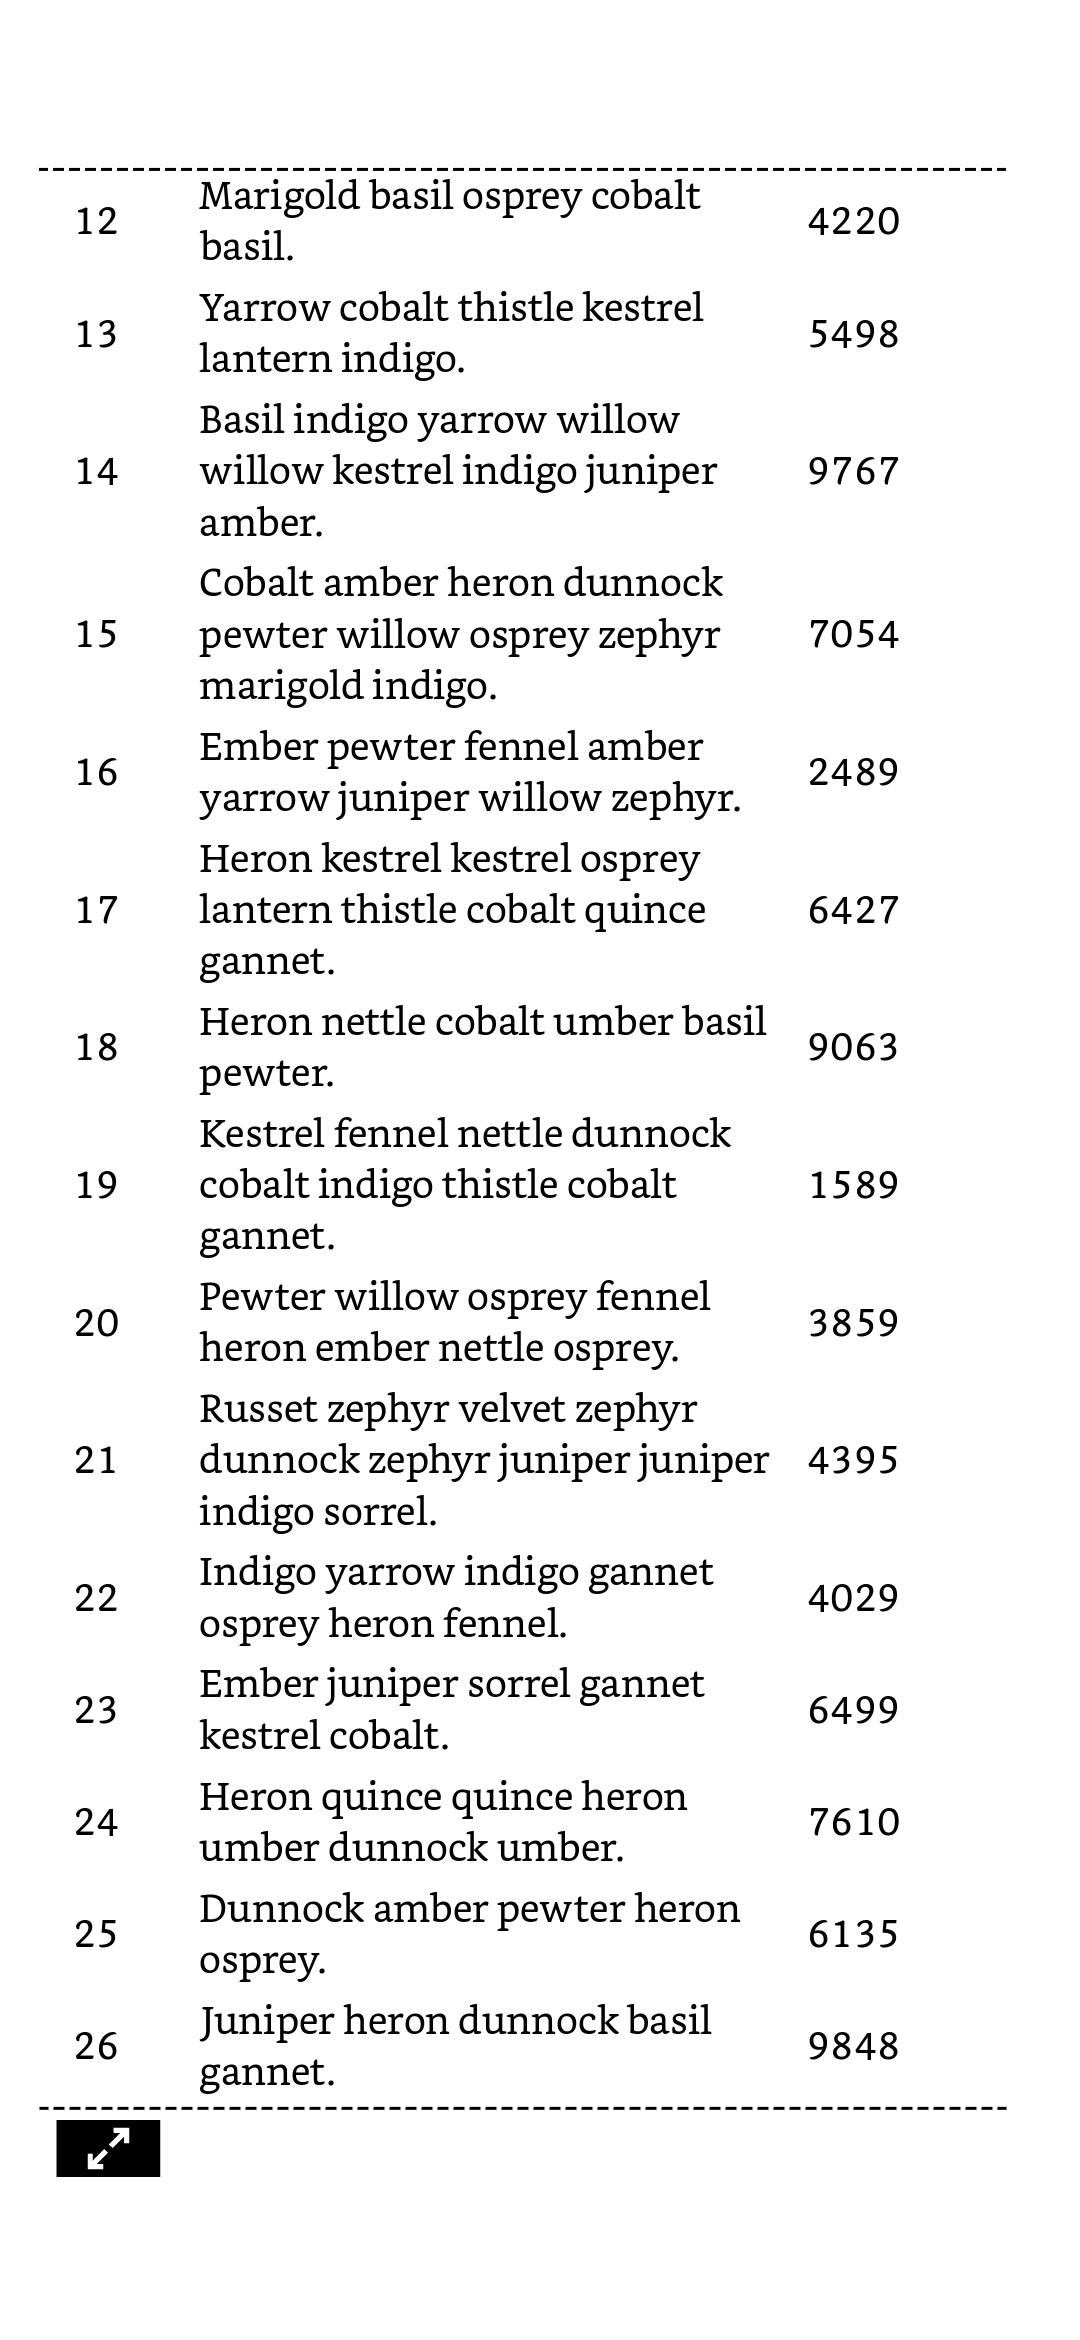 12 Marigold basil osprey cobalt 4220
basil.
13 Yarrow cobalt thistle kestrel 5498
lantern indigo.
Basil indigo yarrow willow
14 willow kestrel indigo juniper 9767
amber.
Cobalt amber heron dunnock
15 pewter willow osprey zephyr 7054
marigold indigo.
16 Ember pewter fennel amber 2489
yarrow juniper willow zephyr.
Heron kestrel kestrel osprey
17 lantern thistle cobalt quince 6427
gannet.
18 Heron nettle cobalt umber basil 9063
pewter.
Kestrel fennel nettle dunnock
19 cobalt indigo thistle cobalt 1589
gannet.
20 Pewter willow osprey fennel 3859
heron ember nettle osprey.
Russet zephyr velvet zephyr
21 dunnock zephyr juniper juniper 4395
indigo sorrel.
22 Indigo yarrow indigo gannet 4029
osprey heron fennel.
23 Ember juniper sorrel gannet 6499
kestrel cobalt.
24 Heron quince quince heron 7610
umber dunnock umber.
25 Dunnock amber pewter heron 6135
osprey.
26 Juniper heron dunnock basil 9848
gannet.